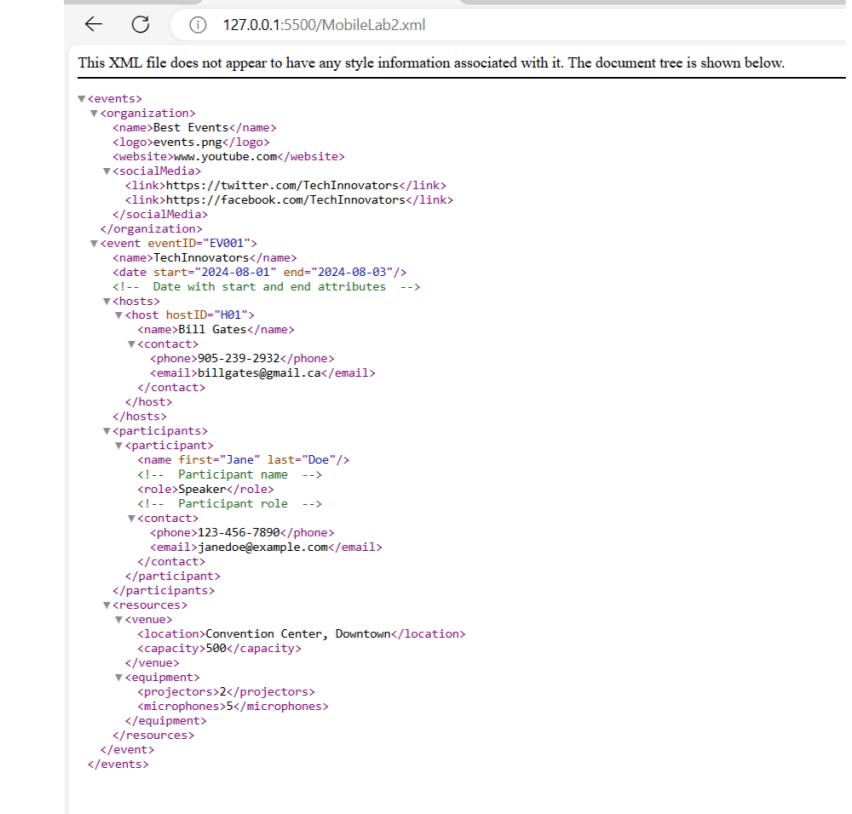 127.0.0.1:5500/MobileLab2.xml
This XML file does not appear to have any style information associated with it. The document tree is shown below.
▼<events>
▼<organization>
<name>Best Events</name>
<logo>events.png</logo>
<website>www.youtube.com</website>
▼<socialMedia>
<link>https://twitter.com/TechInnovators</link>
<link>https://facebook.com/TechInnovators</link>
</socialMedia>
</organization>
▼<event eventID="EV001">
<name>TechInnovators</name>
<date start="2024-08-01" end="2024-08-03"/>
<!-- Date with start and end attributes -->
▼<hosts>
▼<host hostID="H01">
<name>Bill Gates</name>
▼<contact>
<phone>905-239-2932</phone>
<email>billgates@gmail.ca</email>
</contact>
</host>
</hosts>
▼<participants>
▼<participant>
<name first="Jane" last="Doe"/>
<!-- Participant name -->
<role>Speaker</role>
<!-- Participant role -->
▼<contact>
<phone>123-456-7890</phone>
<email>janedoe@example.com</email>
</contact>
</participant>
</participants>
▼<resources>
▼<venue>
<location>Convention Center, Downtown</location>
<capacity>500</capacity>
</venue>
▼<equipment>
<projectors>2</projectors>
<microphones>5</microphones>
</equipment>
</resources>
</event>
</events>